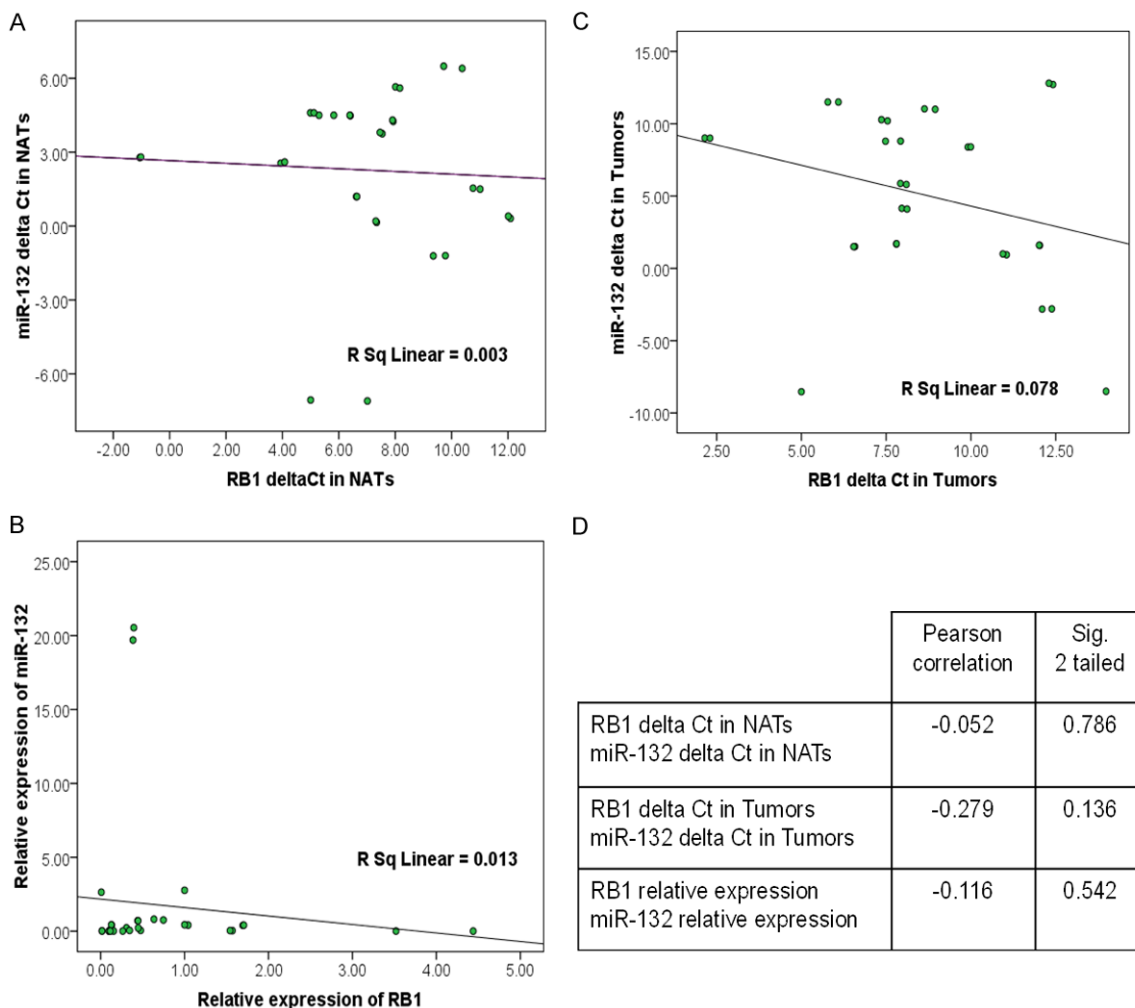 A
miR-132 delta Ct in NATs
6.00
3.00
0.00
-3.00
-6.00
R Sq Linear = 0.003
-2.00 0.00 2.00 4.00 6.00 8.00 10.00 12.00
RB1 deltaCt in NATs
C
miR-132 delta Ct in Tumors
15.00
10.00
5.00
0.00
-5.00
-10.00
R Sq Linear = 0.078
2.50 5.00 7.50 10.00 12.50
RB1 delta Ct in Tumors
B
Relative expression of miR-132
25.00
20.00
15.00
10.00
5.00
0.00
R Sq Linear = 0.013
0.00 1.00 2.00 3.00 4.00 5.00
Relative expression of RB1
D
Pearson correlation
Sig. 2 tailed
RB1 delta Ct in NATs
miR-132 delta Ct in NATs
-0.052 0.786
RB1 delta Ct in Tumors
miR-132 delta Ct in Tumors
-0.279 0.136
RB1 relative expression
miR-132 relative expression
-0.116 0.542